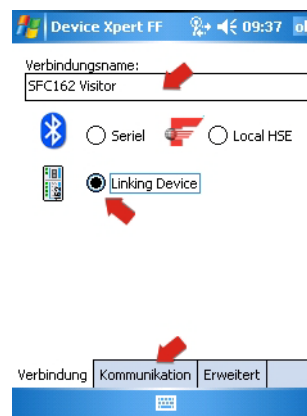 Device Xpert FF 09:37 ok
Verbindungsname:
SFC162 Visitor
Seriel Local HSE
Linking Device
Verbindung Kommunikation Erweitert